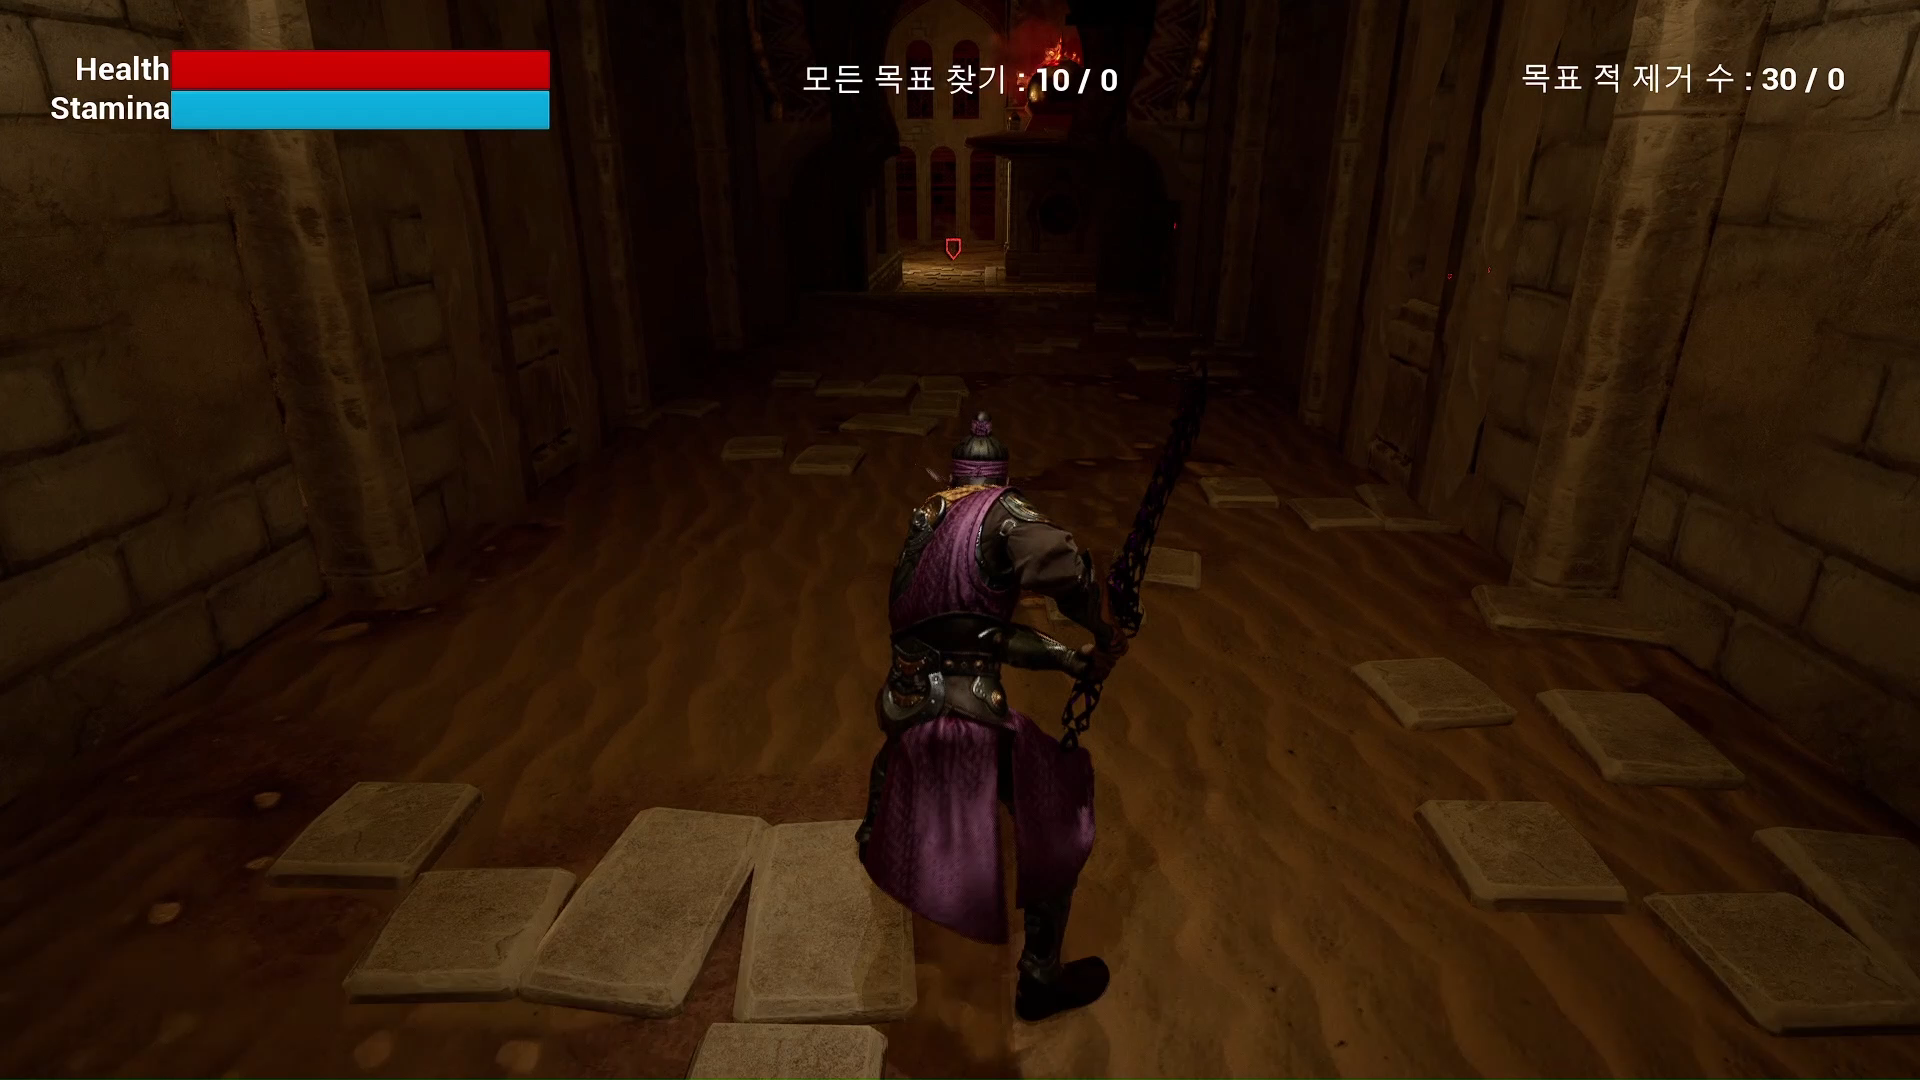 Health
Stamina
모든 목표 찾기 : 10 / 0
목표 적 제거 수 : 30 / 0